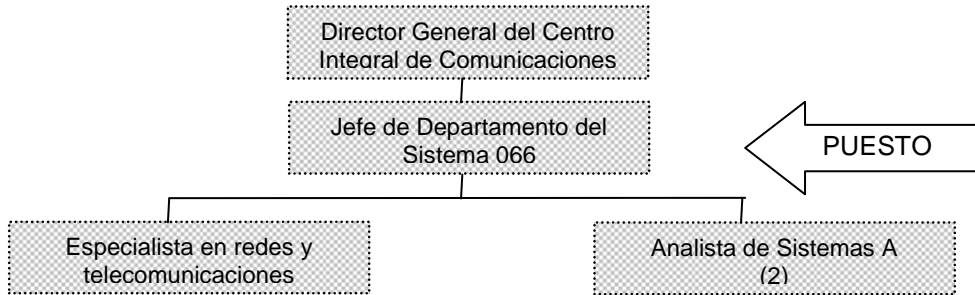 Director General del Centro
Integral de Comunicaciones
Jefe de Departamento del
Sistema 066
PUESTO
Especialista en redes y
telecomunicaciones
Analista de Sistemas A
(2)